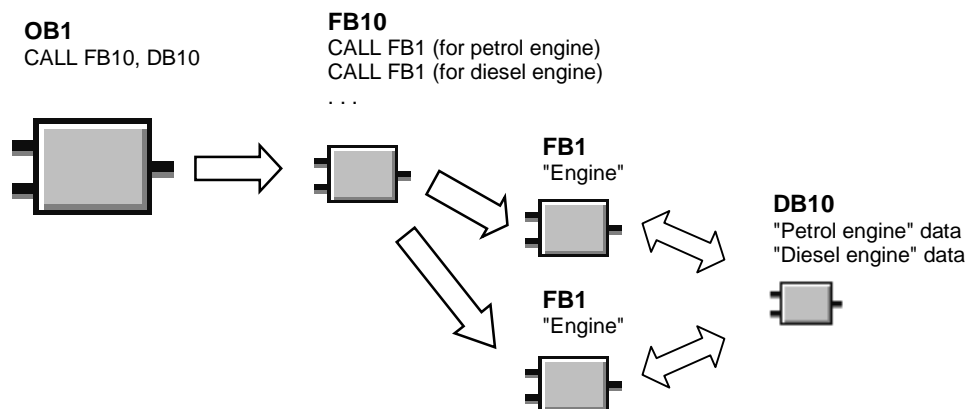 OB1
CALL FB10, DB10
FB10
CALL FB1 (for petrol engine)
CALL FB1 (for diesel engine)
. . .
FB1
"Engine"
DB10
"Petrol engine" data
"Diesel engine" data
FB1
"Engine"